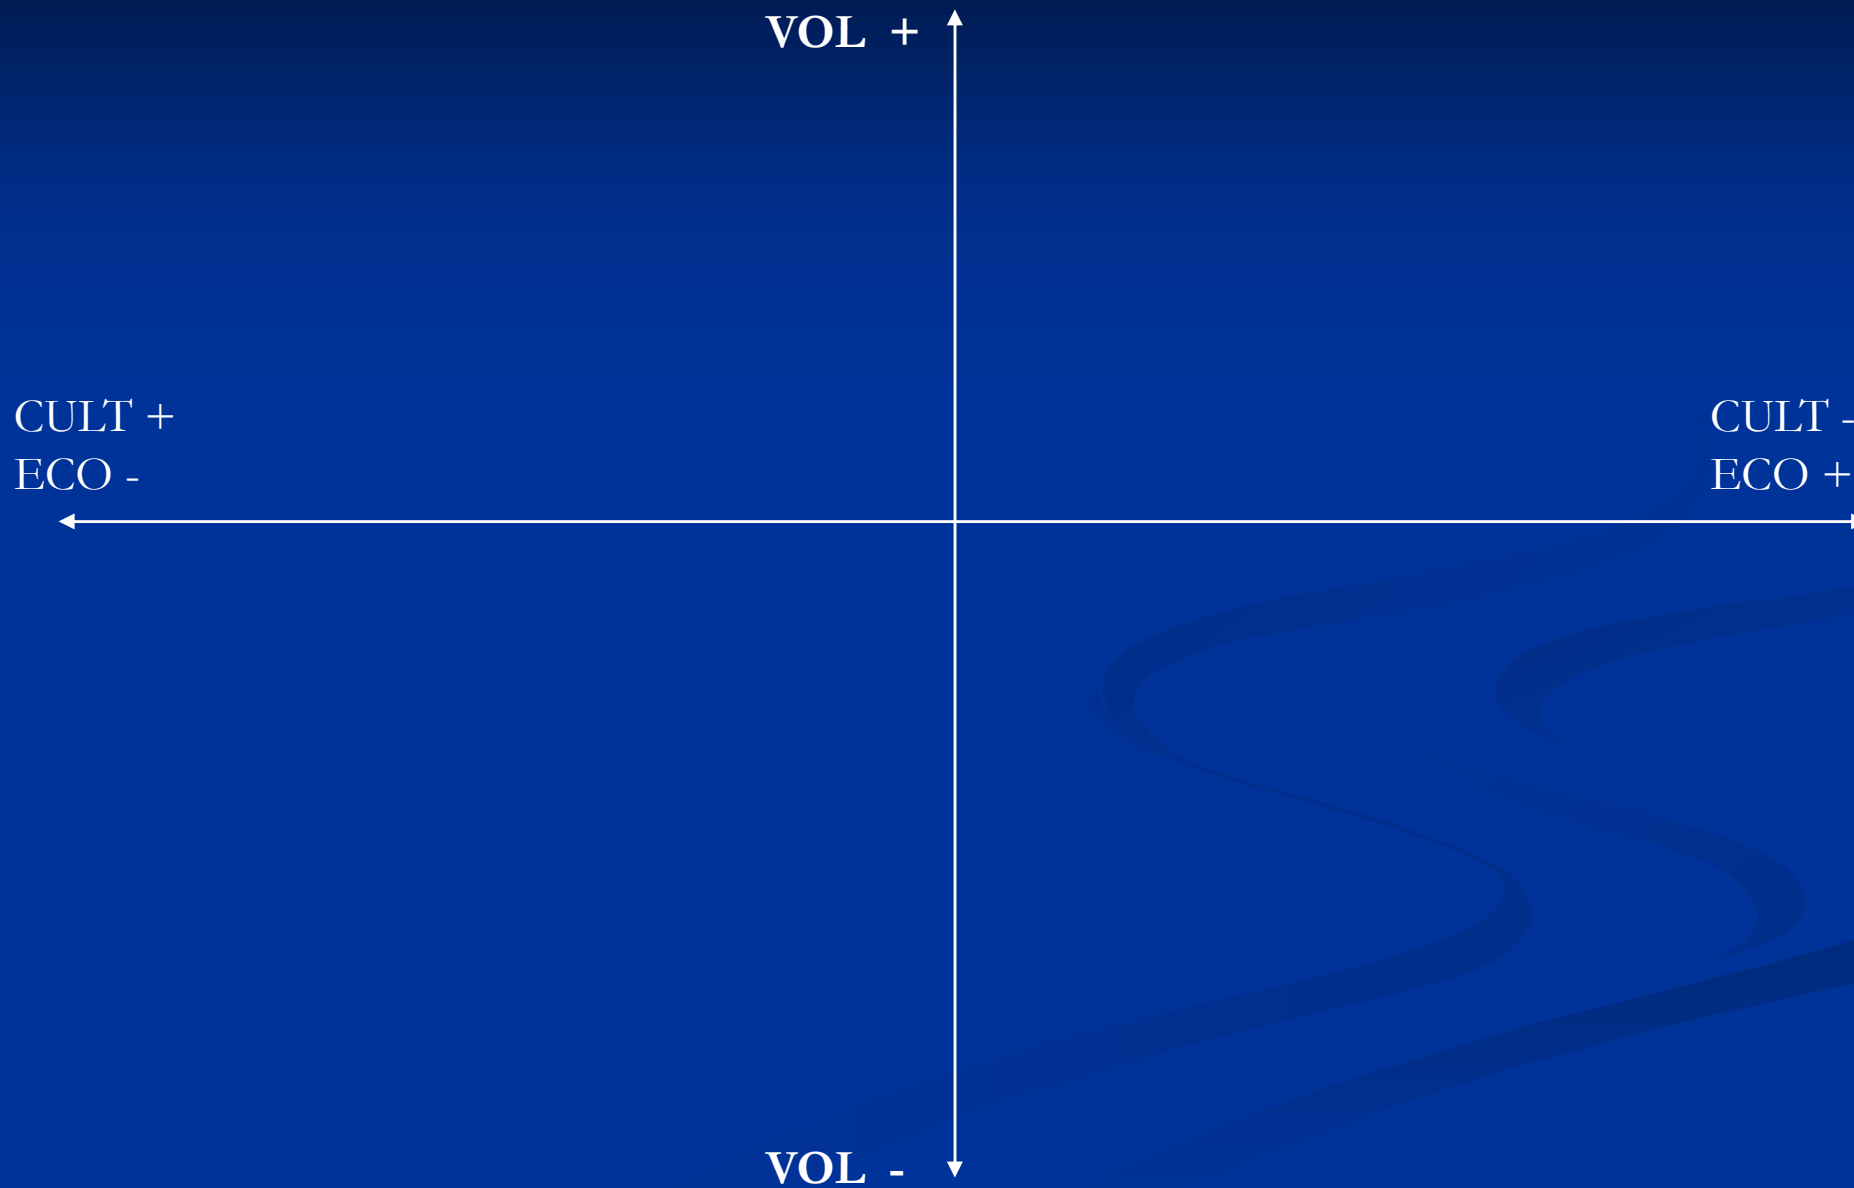 VOL +
CULT +
ECO -
CULT -
ECO +
VOL -